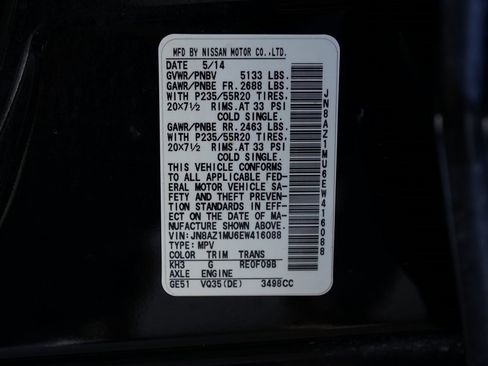 MFD BY NISSAN MOTOR CO.,LTD.
DATE 5/14
GVWR/PNBV 5133 LBS.
GAWR/PNBE FR.2688 LBS.
WITH P235/55R20 TIRES.
20X7½ RIMS.AT 33 PSI
COLD SINGLE.
GAWR/PNBE RR.2463 LBS.
WITH P235/55R20 TIRES.
20X7½ RIMS.AT 33 PSI
COLD SINGLE.
THIS VEHICLE CONFORMS
TO ALL APPLICABLE FED-
ERAL MOTOR VEHICLE SA-
FETY AND THEFT PREVENT-
ION STANDARDS IN EFF-
ECT ON THE DATE OF MA-
NUFACTURE SHOWN ABOVE.
VIN:JN8AZ1MU6EW416088
TYPE: MPV
COLOR TRIM TRANS
KH3 G RE0F09B
AXLE ENGINE
GE51 VQ35(DE) 3498CC
JN8AZ1MU6EW416088